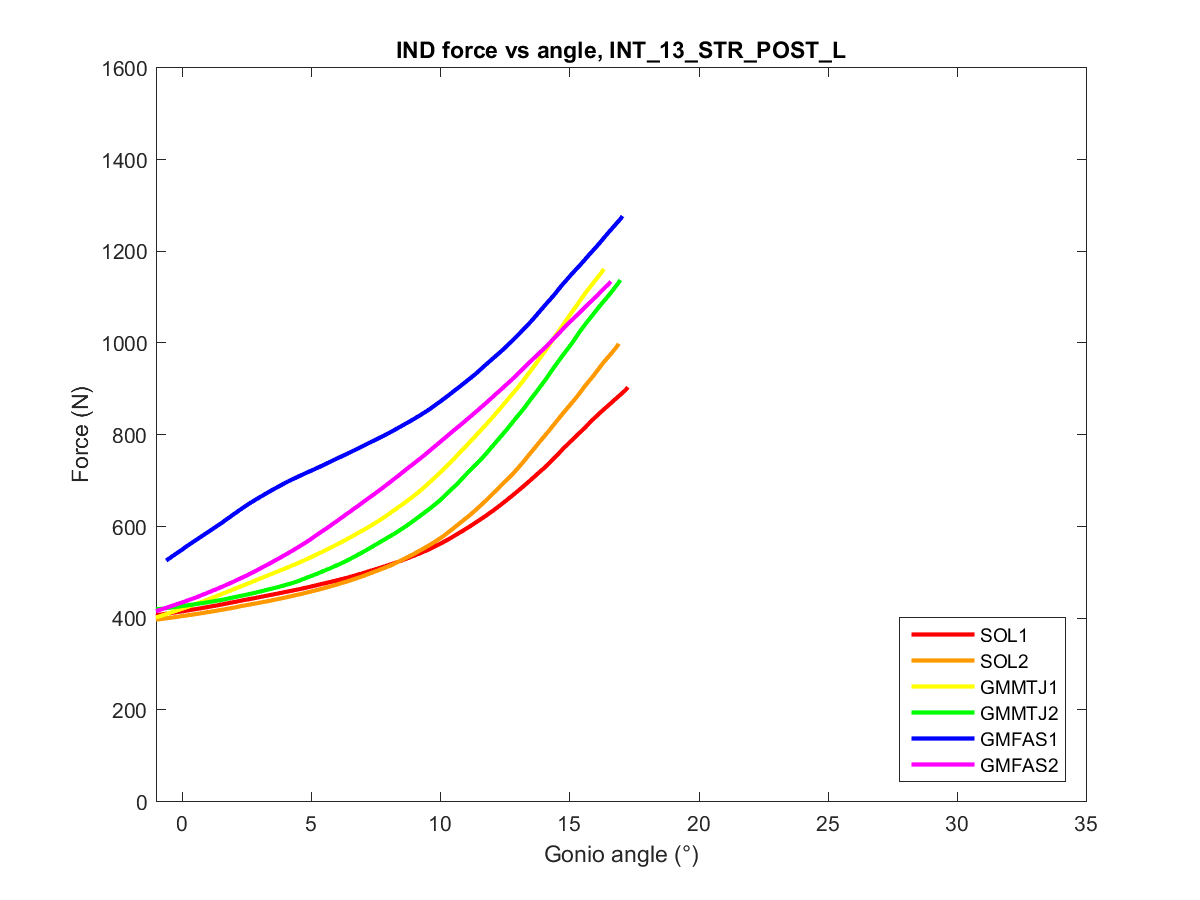 IND force vs angle, INT_13_STR_POST_L
1600
1400
1200
1000
800
600
400
200
0
Force (N)
0 5 10 15 20 25 30 35
Gonio angle (°)
SOL1
SOL2
GMMTJ1
GMMTJ2
GMFAS1
GMFAS2